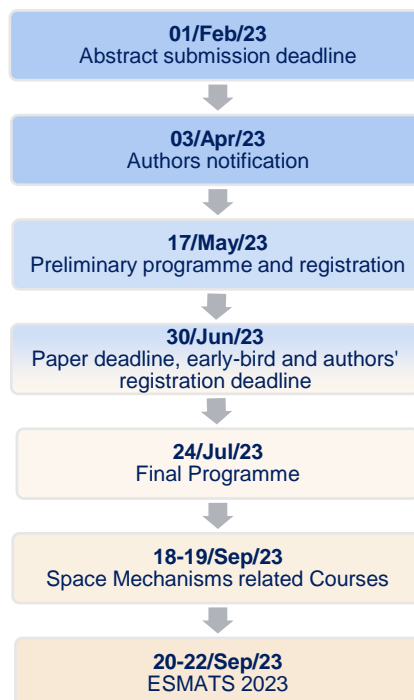 01/Feb/23
Abstract submission deadline
03/Apr/23
Authors notification
17/May/23
Preliminary programme and registration
30/Jun/23
Paper deadline, early-bird and authors'
registration deadline
24/Jul/23
Final Programme
18-19/Sep/23
Space Mechanisms related Courses
20-22/Sep/23
ESMATS 2023